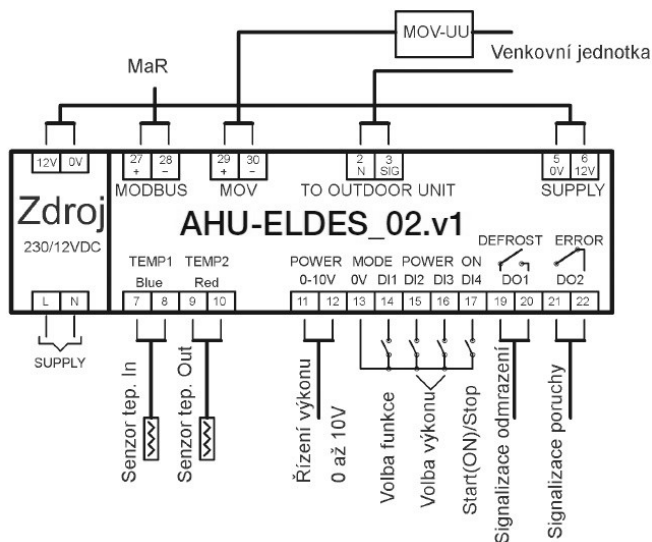 MOV-UU
Venkovní jednotka
MaR
12V 0V
27 28
+ −
MODBUS
29 30
+ −
MOV
2 3
N SIG
TO OUTDOOR UNIT
5 6
0V 12V
SUPPLY
Zdroj
230/12VDC
AHU-ELDES_02.v1
TEMP1 TEMP2
Blue Red
POWER MODE POWER ON
0-10V 0V DI1 DI2 DI3 DI4
DEFROST ERROR
DO1 DO2
L N
7 8 9 10
11 12 13 14 15 16 17 19 20 21 22
SUPPLY
Senzor tep. In
Senzor tep. Out
Řízení výkonu
0 až 10V
Volba funkce
Volba výkonu
Start(ON)/Stop
Signalizace odmrazení
Signalizace poruchy